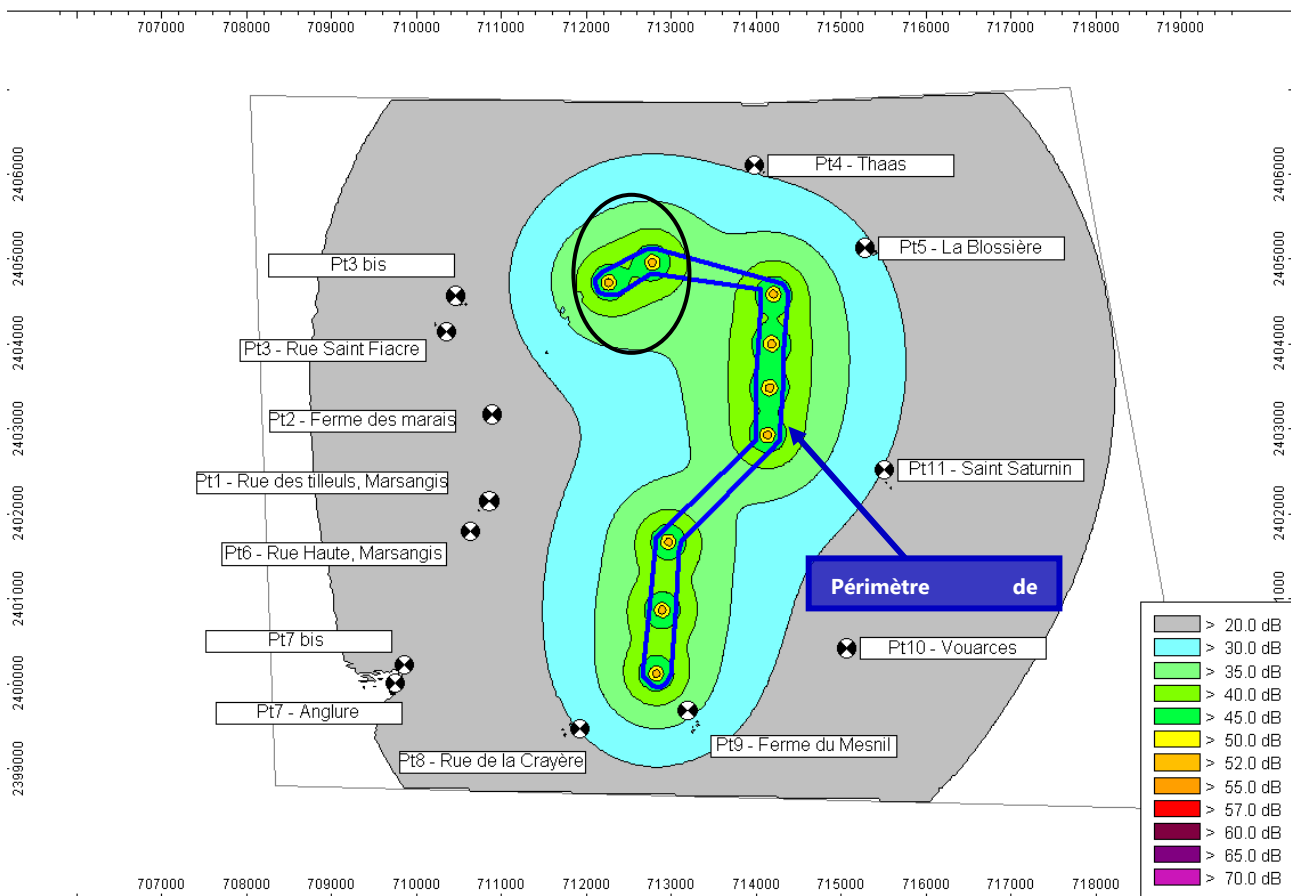 707000 708000 709000 710000 711000 712000 713000 714000 715000 716000 717000 718000 719000
2406000 2406000
Pt4 - Thaas
2405000 2405000
Pt5 - La Blossière
Pt3 bis
2404000 2404000
Pt3 - Rue Saint Fiacre
2403000 2403000
Pt2 - Ferme des marais
Pt11 - Saint Saturnin
Pt1 - Rue des tilleuls, Marsangis
2402000 2402000
Pt6 - Rue Haute, Marsangis
Périmètre de
2401000
Pt7 bis
Pt10 - Vouarces
2400000
Pt7 - Anglure
Pt9 - Ferme du Mesnil
Pt8 - Rue de la Crayère
2399000
> 20.0 dB
> 30.0 dB
> 35.0 dB
> 40.0 dB
> 45.0 dB
> 50.0 dB
> 52.0 dB
> 55.0 dB
> 57.0 dB
> 60.0 dB
> 65.0 dB
> 70.0 dB
707000 708000 709000 710000 711000 712000 713000 714000 715000 716000 717000 718000